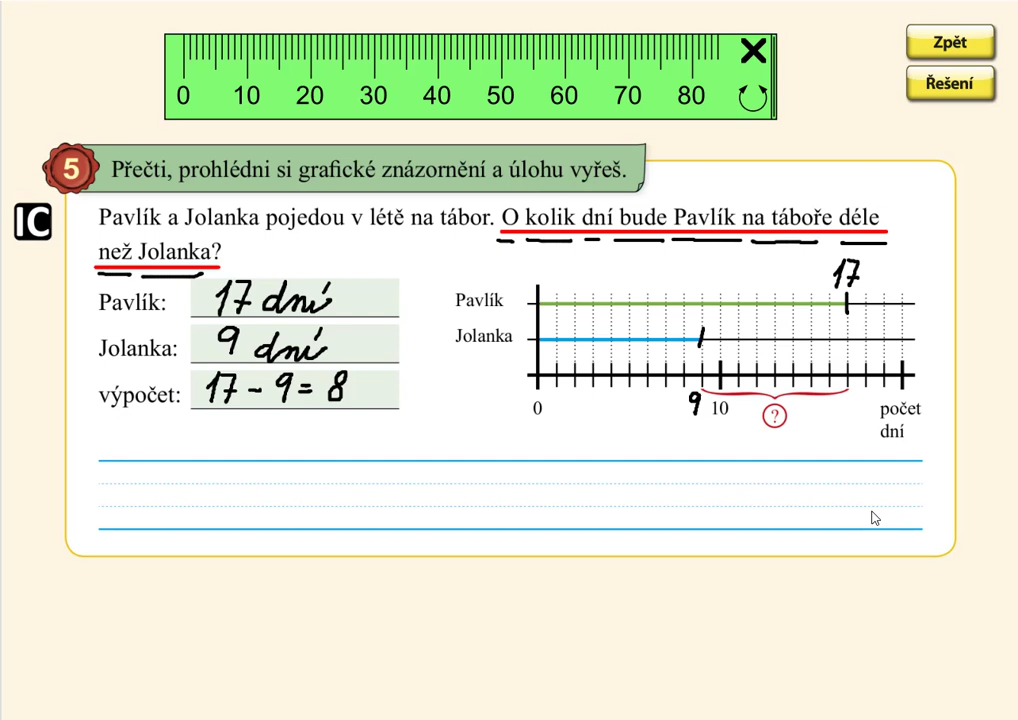 0 10 20 30 40 50 60 70 80
Zpět
Řešení
5 Přečti, prohlédni si grafické znázornění a úlohu vyřeš.
IC
Pavlík a Jolanka pojedou v létě na tábor. O kolik dní bude Pavlík na táboře déle
než Jolanka?
Pavlík: 17 dní
Jolanka: 9 dní
výpočet: 17 - 9 = 8
17
Pavlík
Jolanka
0 9 10 ? počet
dní